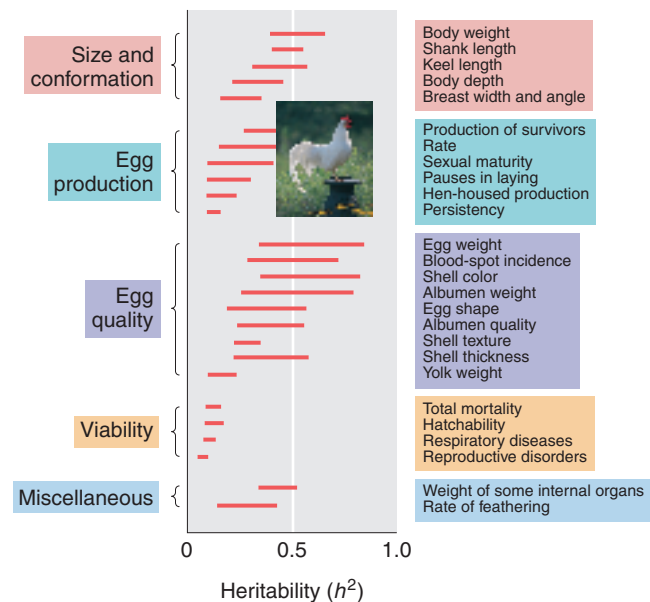 Size and
conformation
Body weight
Shank length
Keel length
Body depth
Breast width and angle
Egg
production
Production of survivors
Rate
Sexual maturity
Pauses in laying
Hen-housed production
Persistency
Egg
quality
Egg weight
Blood-spot incidence
Shell color
Albumen weight
Egg shape
Albumen quality
Shell texture
Shell thickness
Yolk weight
Viability
Total mortality
Hatchability
Respiratory diseases
Reproductive disorders
Miscellaneous
Weight of some internal organs
Rate of feathering
0 0.5 1.0
Heritability (h²)